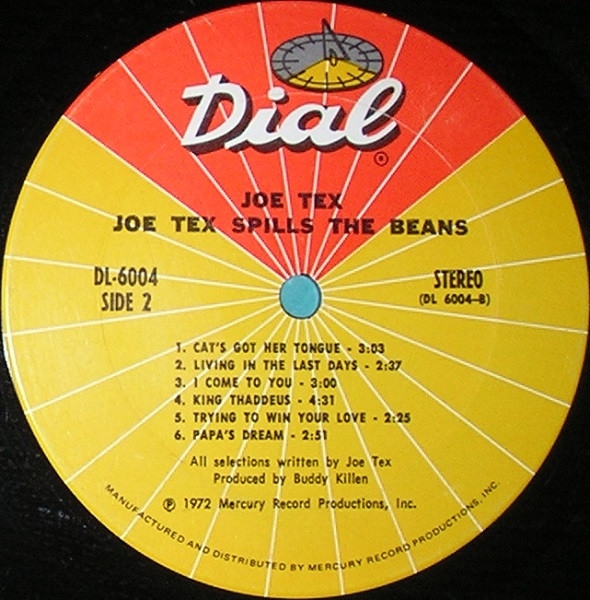 Dial
®
JOE TEX
JOE TEX SPILLS THE BEANS
DL-6004
SIDE 2
STEREO
(DL 6004-B)
1. CAT'S GOT HER TONGUE - 3:03
2. LIVING IN THE LAST DAYS - 2:37
3. I COME TO YOU - 3:00
4. KING THADDEUS - 4:31
5. TRYING TO WIN YOUR LOVE - 2:25
6. PAPA'S DREAM - 2:51
All selections written by Joe Tex
Produced by Buddy Killen
℗ 1972 Mercury Record Productions, Inc.
MANUFACTURED AND DISTRIBUTED BY MERCURY RECORD PRODUCTIONS, INC.